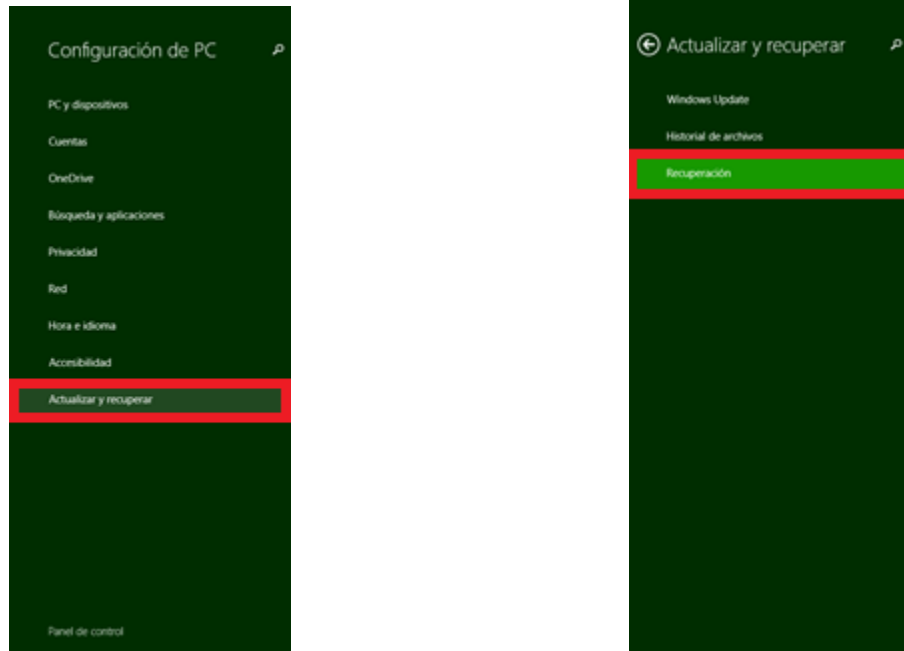 Configuración de PC
PC y dispositivos
Cuentas
OneDrive
Búsqueda y aplicaciones
Privacidad
Red
Hora e idioma
Accesibilidad
Actualizar y recuperar
Panel de control
Actualizar y recuperar
Windows Update
Historial de archivos
Recuperación